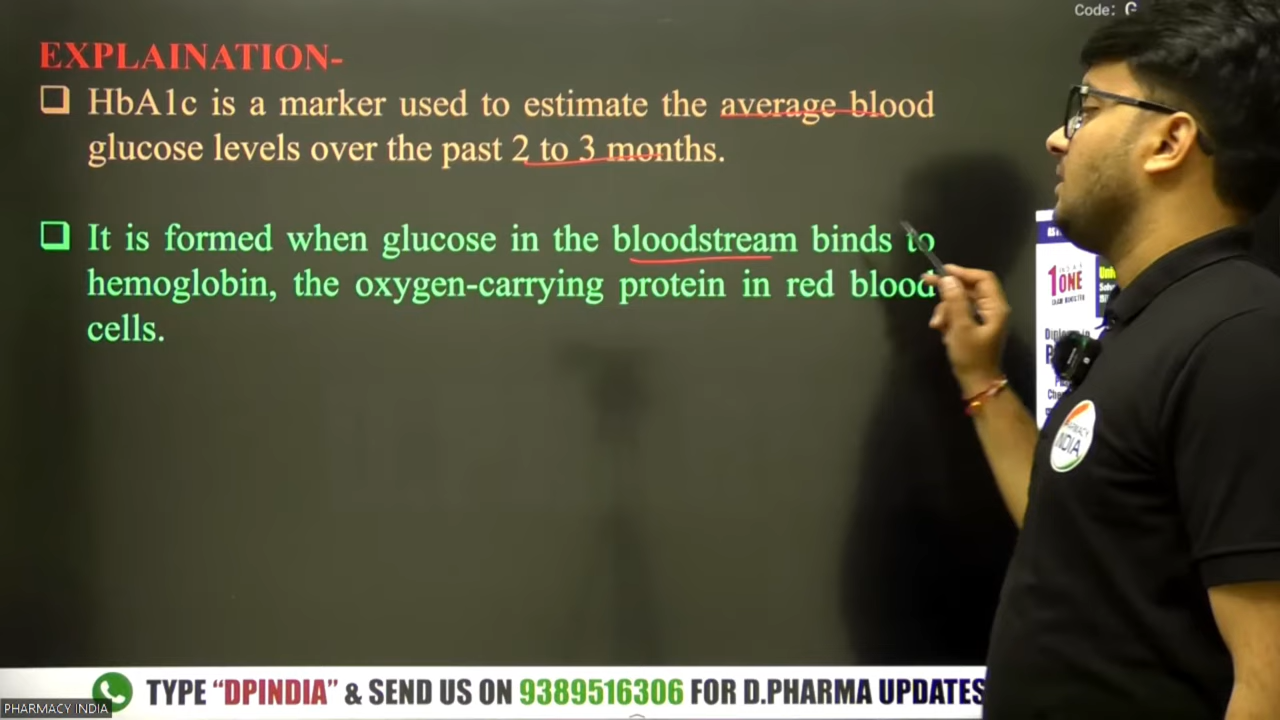 Code: G
EXPLAINATION-
HbA1c is a marker used to estimate the average blood
glucose levels over the past 2 to 3 months.
It is formed when glucose in the bloodstream binds to
hemoglobin, the oxygen-carrying protein in red blood
cells.
1
ONE
INDIA
TYPE “DPINDIA” & SEND US ON 9389516306 FOR D.PHARMA UPDATES
PHARMACY INDIA